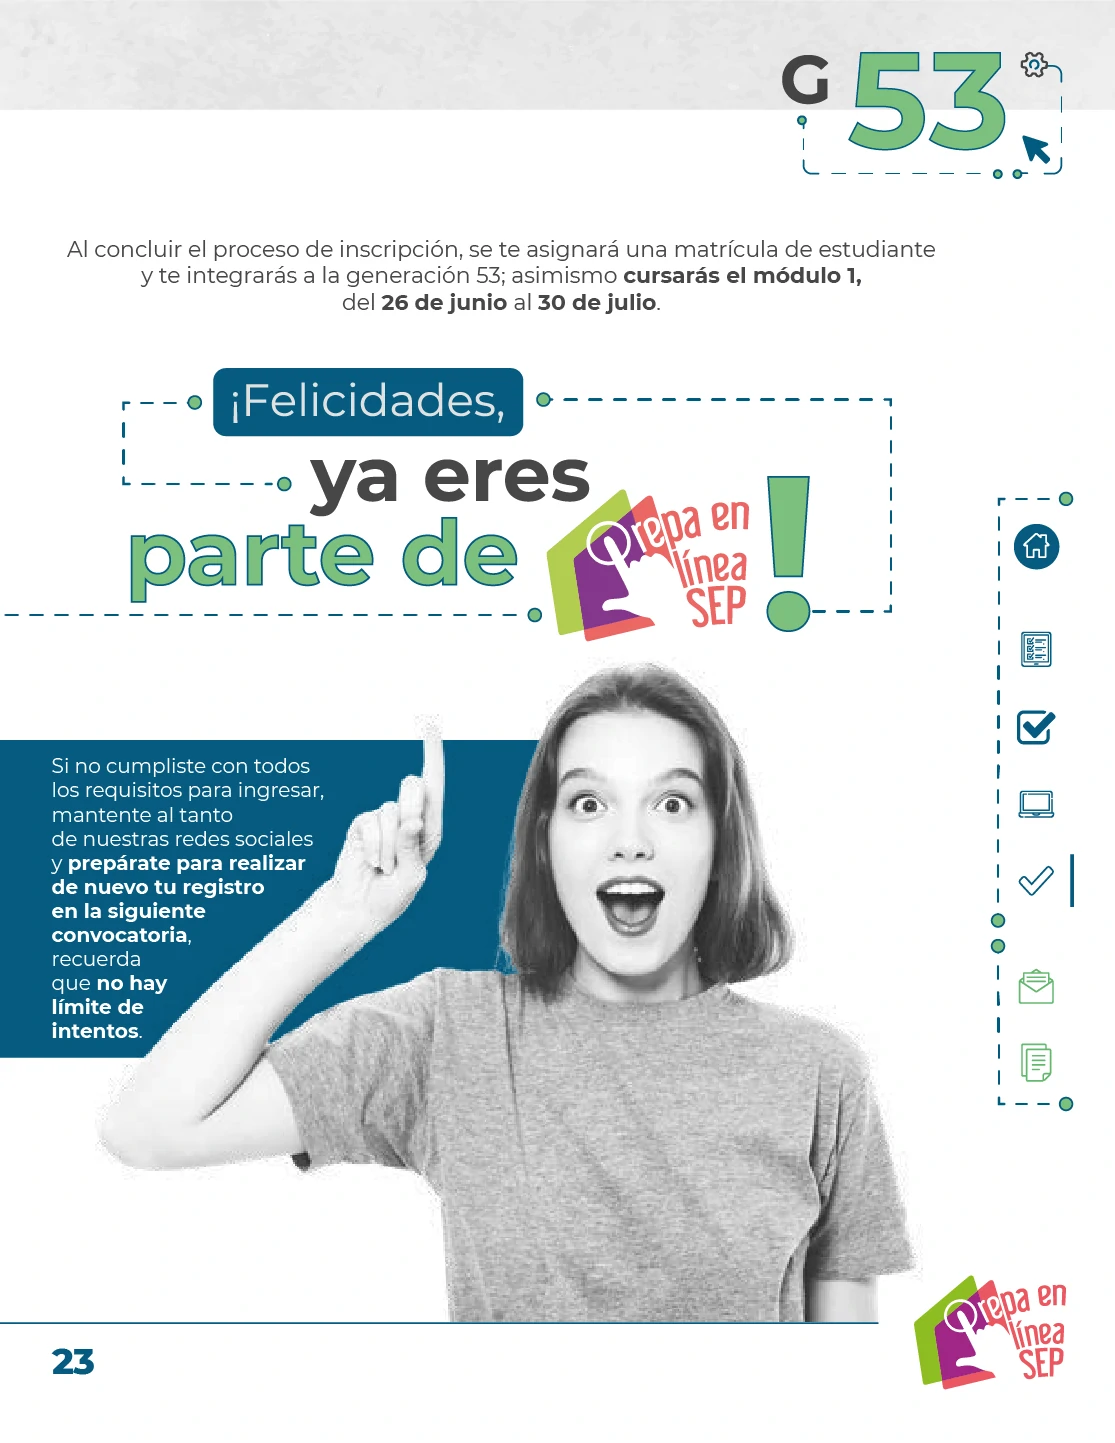 G 53
Al concluir el proceso de inscripción, se te asignará una matrícula de estudiante
y te integrarás a la generación 53; asimismo cursarás el módulo 1,
del 26 de junio al 30 de julio.
¡Felicidades,
ya eres
parte de
Prepa en
línea
SEP
!
Si no cumpliste con todos
los requisitos para ingresar,
mantente al tanto
de nuestras redes sociales
y prepárate para realizar
de nuevo tu registro
en la siguiente
convocatoria,
recuerda
que no hay
límite de
intentos.
23
Prepa en
línea
SEP